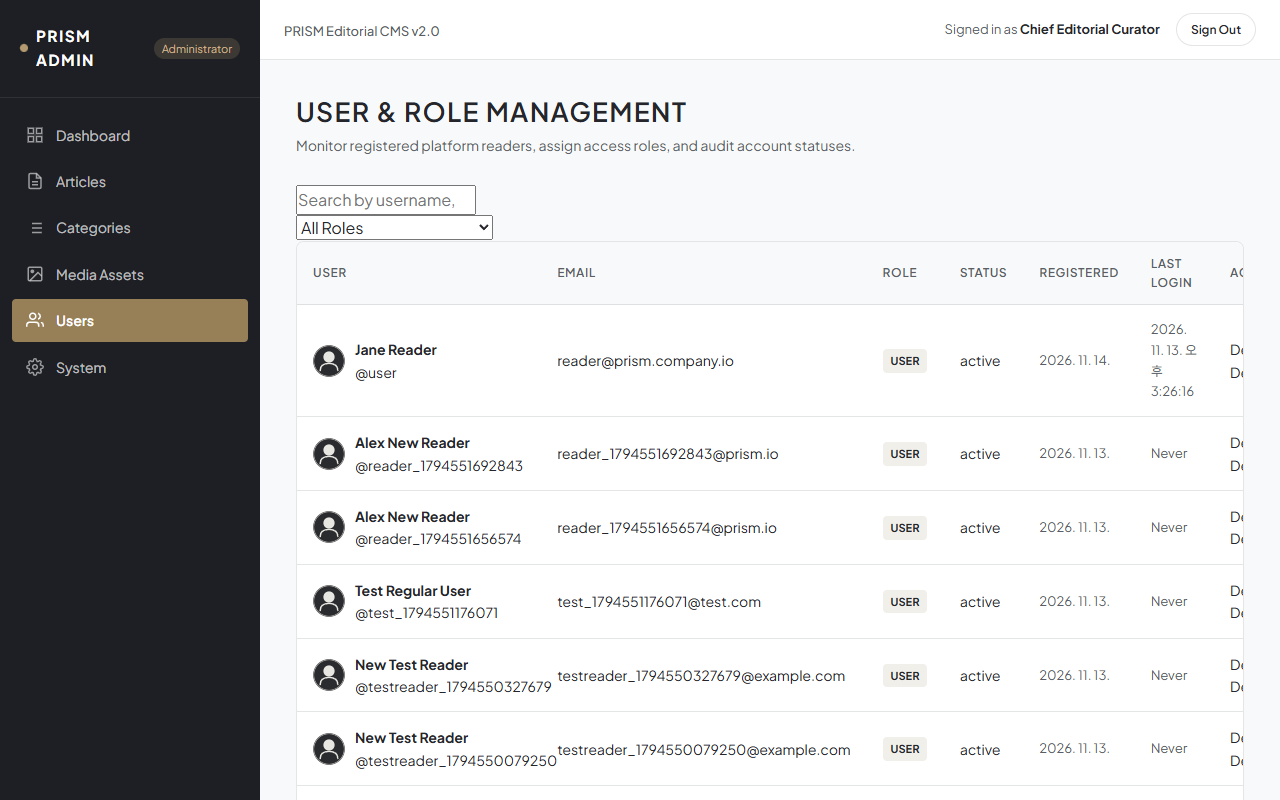 PRISM
ADMIN
Administrator
Dashboard
Articles
Categories
Media Assets
Users
System
PRISM Editorial CMS v2.0
Signed in as Chief Editorial Curator
Sign Out
USER & ROLE MANAGEMENT
Monitor registered platform readers, assign access roles, and audit account statuses.
Search by username,
All Roles
USER EMAIL ROLE STATUS REGISTERED LAST LOGIN
Jane Reader
@user
reader@prism.company.io
USER
active
2026. 11. 14.
2026.
11. 13. 오
후
3:26:16
Alex New Reader
@reader_1794551692843
reader_1794551692843@prism.io
USER
active
2026. 11. 13.
Never
Alex New Reader
@reader_1794551656574
reader_1794551656574@prism.io
USER
active
2026. 11. 13.
Never
Test Regular User
@test_1794551176071
test_1794551176071@test.com
USER
active
2026. 11. 13.
Never
New Test Reader
@testreader_1794550327679
testreader_1794550327679@example.com
USER
active
2026. 11. 13.
Never
New Test Reader
@testreader_1794550079250
testreader_1794550079250@example.com
USER
active
2026. 11. 13.
Never